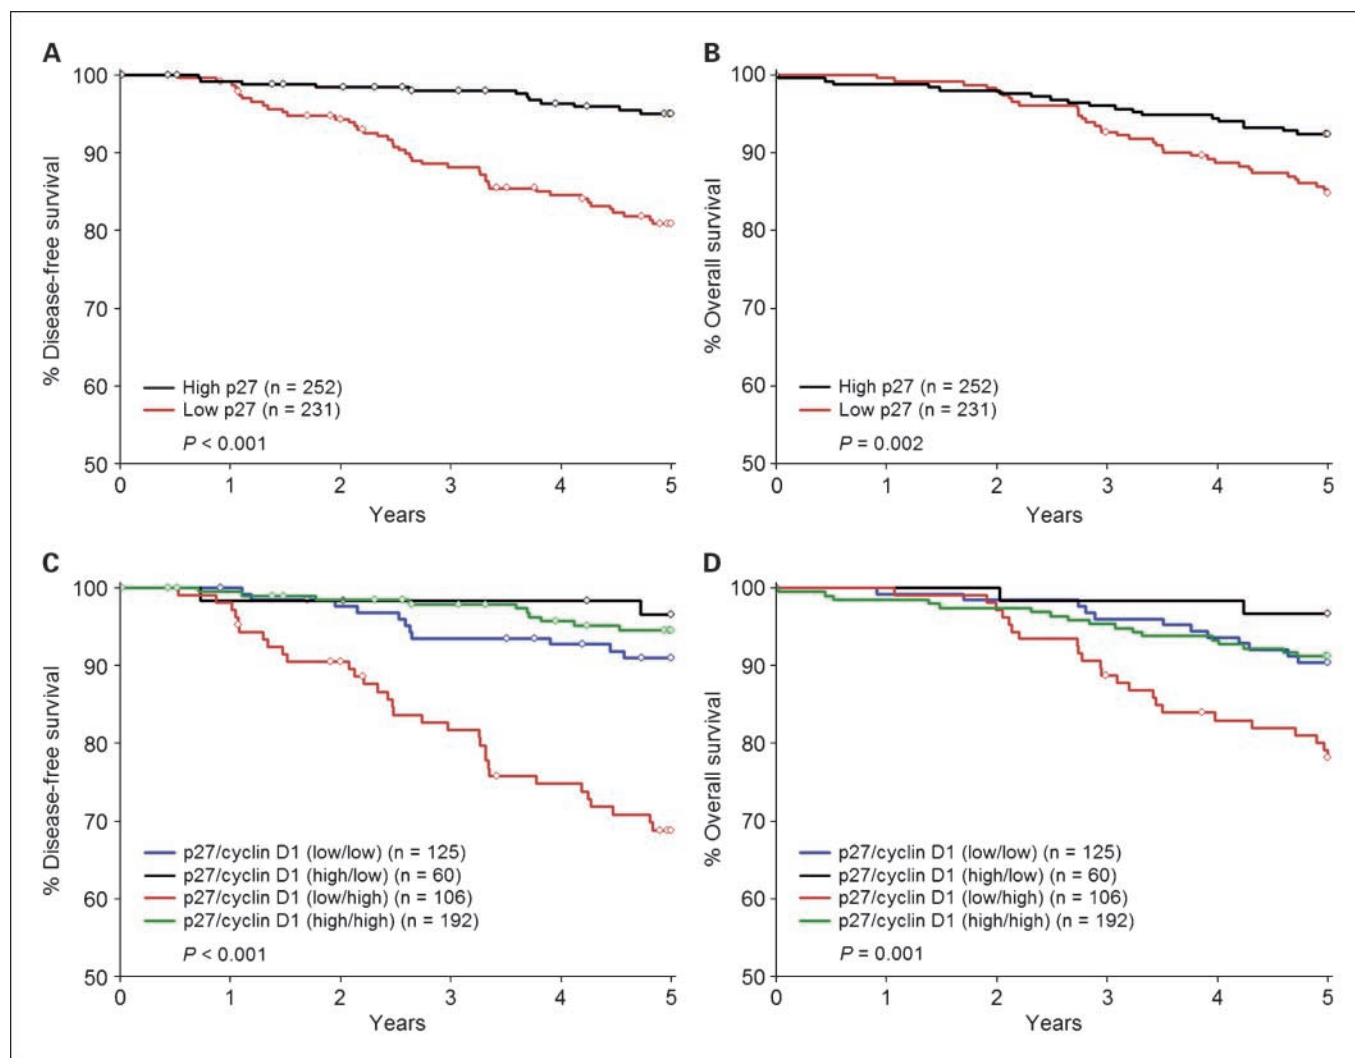 A
% Disease-free survival
100
90
80
70
60
50
High p27 (n = 252)
Low p27 (n = 231)
P < 0.001
0 1 2 3 4 5
Years
B
% Overall survival
100
90
80
70
60
50
High p27 (n = 252)
Low p27 (n = 231)
P = 0.002
0 1 2 3 4 5
Years
C
% Disease-free survival
100
90
80
70
60
50
p27/cyclin D1 (low/low) (n = 125)
p27/cyclin D1 (high/low) (n = 60)
p27/cyclin D1 (low/high) (n = 106)
p27/cyclin D1 (high/high) (n = 192)
P < 0.001
0 1 2 3 4 5
Years
D
% Overall survival
100
90
80
70
60
50
p27/cyclin D1 (low/low) (n = 125)
p27/cyclin D1 (high/low) (n = 60)
p27/cyclin D1 (low/high) (n = 106)
p27/cyclin D1 (high/high) (n = 192)
P = 0.001
0 1 2 3 4 5
Years